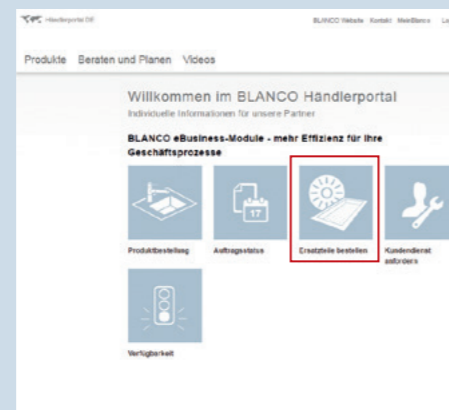 Händlerportal DE
BLANCO Website Kontakt MeinBlanco
Produkte Beraten und Planen Videos
Willkommen im BLANCO Händlerportal
Individuelle Informationen für unsere Partner
BLANCO eBusiness-Module - mehr Effizienz für Ihre
Geschäftsprozesse
17
Produktbestellung Auftragsstatus Ersatzteile bestellen Kundendienst
anfordern
Verfügbarkeit